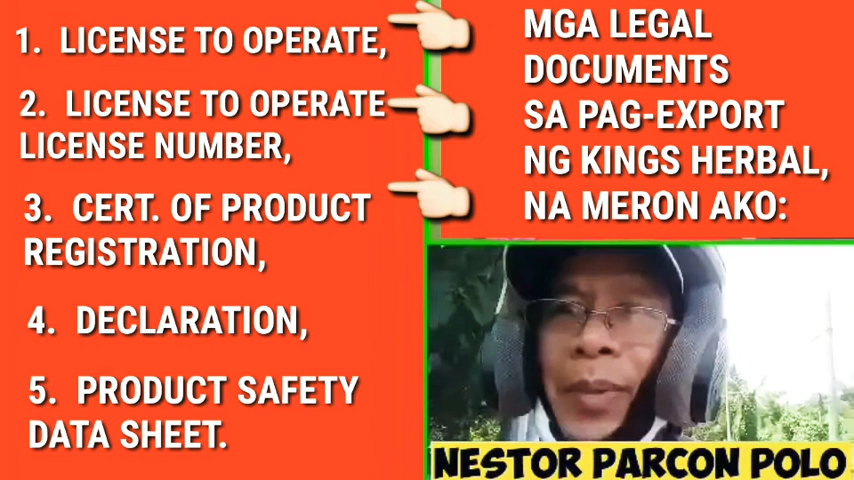 1. LICENSE TO OPERATE,
2. LICENSE TO OPERATE
LICENSE NUMBER,
3. CERT. OF PRODUCT
REGISTRATION,
4. DECLARATION,
5. PRODUCT SAFETY
DATA SHEET.
MGA LEGAL
DOCUMENTS
SA PAG-EXPORT
NG KINGS HERBAL,
NA MERON AKO:
NESTOR PARCON POLO